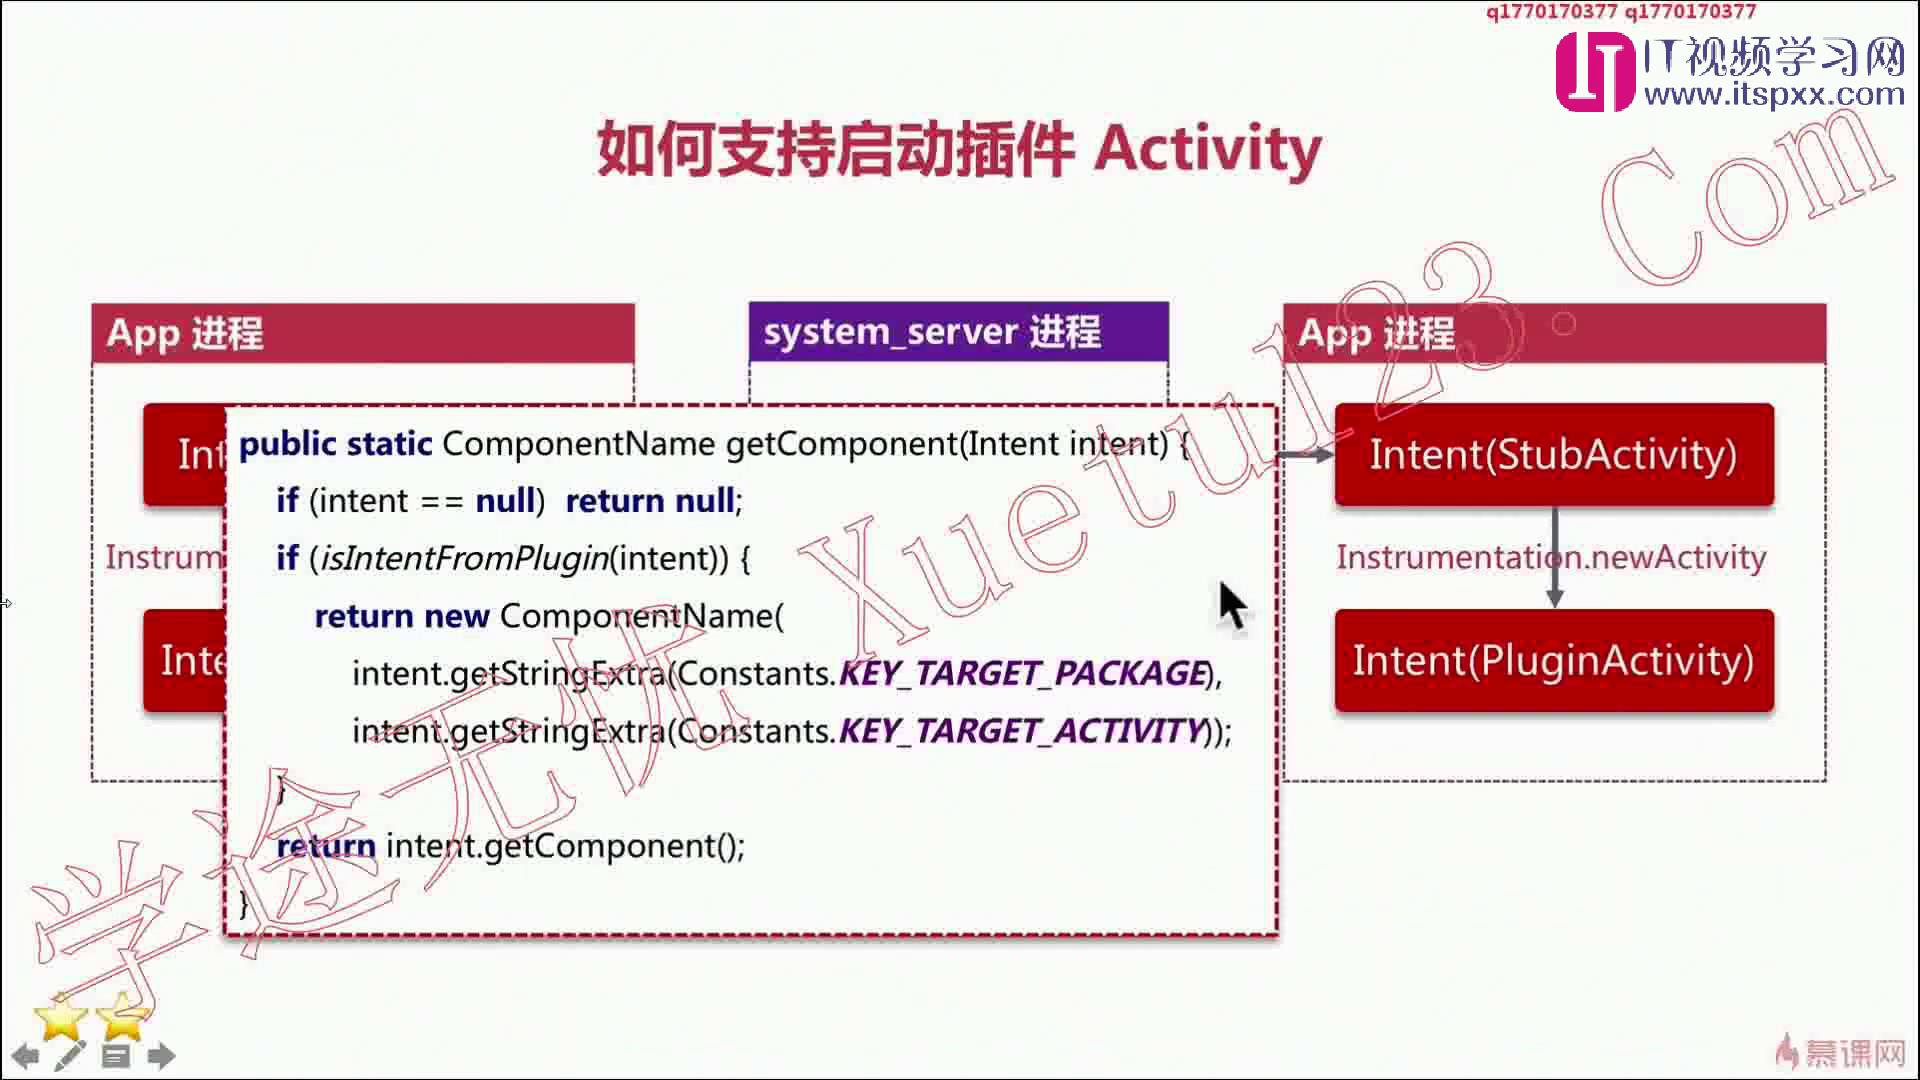 q1770170377 q1770170377
IT视频学习网
www.itspxx.com
如何支持启动插件 Activity
App 进程
system_server 进程
App 进程
Int
public static ComponentName getComponent(Intent intent) {
if (intent == null)  return null;
if (isIntentFromPlugin(intent)) {
return new ComponentName(
intent.getStringExtra(Constants.KEY_TARGET_PACKAGE),
intent.getStringExtra(Constants.KEY_TARGET_ACTIVITY));
}
return intent.getComponent();
}
Instrum
Inte
Intent(StubActivity)
Instrumentation.newActivity
Intent(PluginActivity)
学途无忧 Xuetu123。Com
慕课网